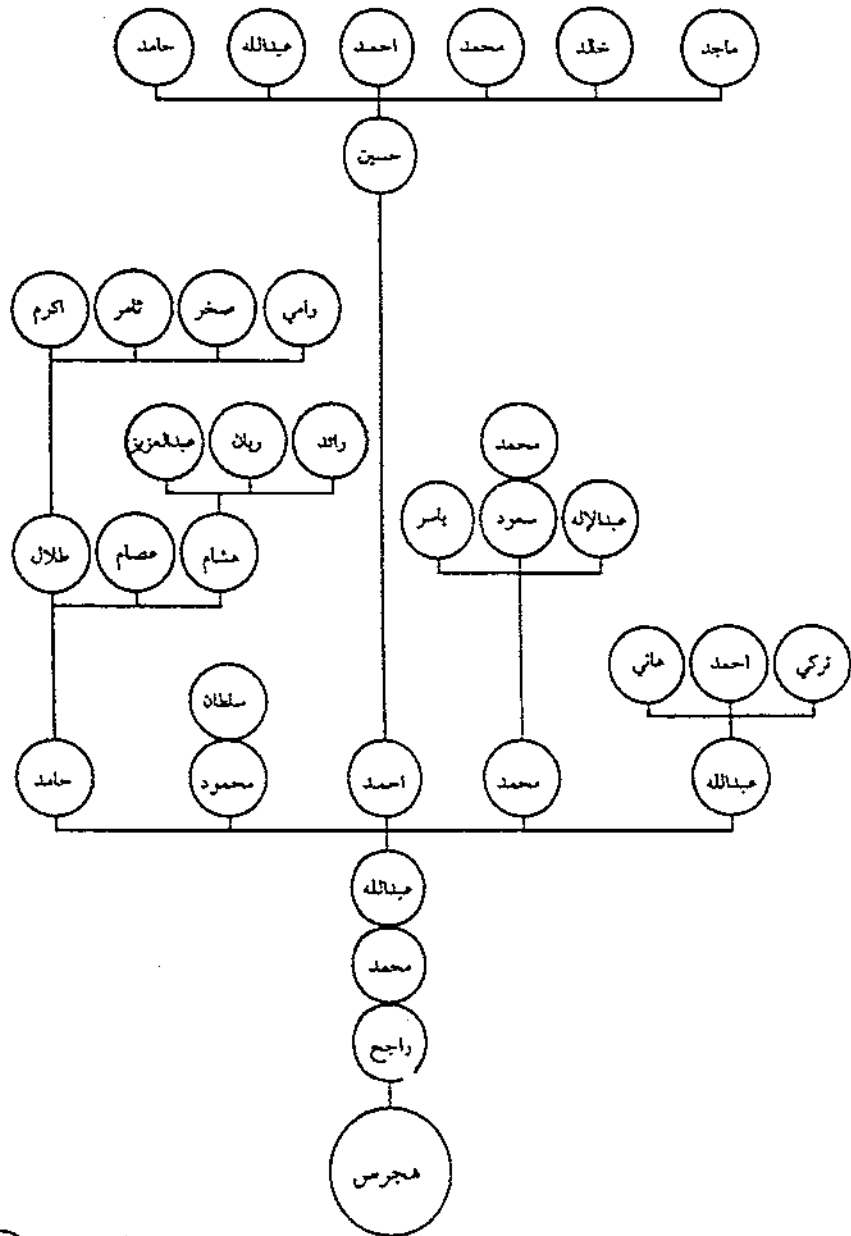 ماجد خالد محمد احمد عبدالله حامد
حسين
رامي صخر ثامر اكرم
رائد ريان عبدالعزيز
محمد
عبدالإله سعود ياسر
هشام عصام طلال
تركي احمد هاني
سلطان
عبدالله محمد احمد محمود حامد
عبدالله
محمد
راجح
هجرس